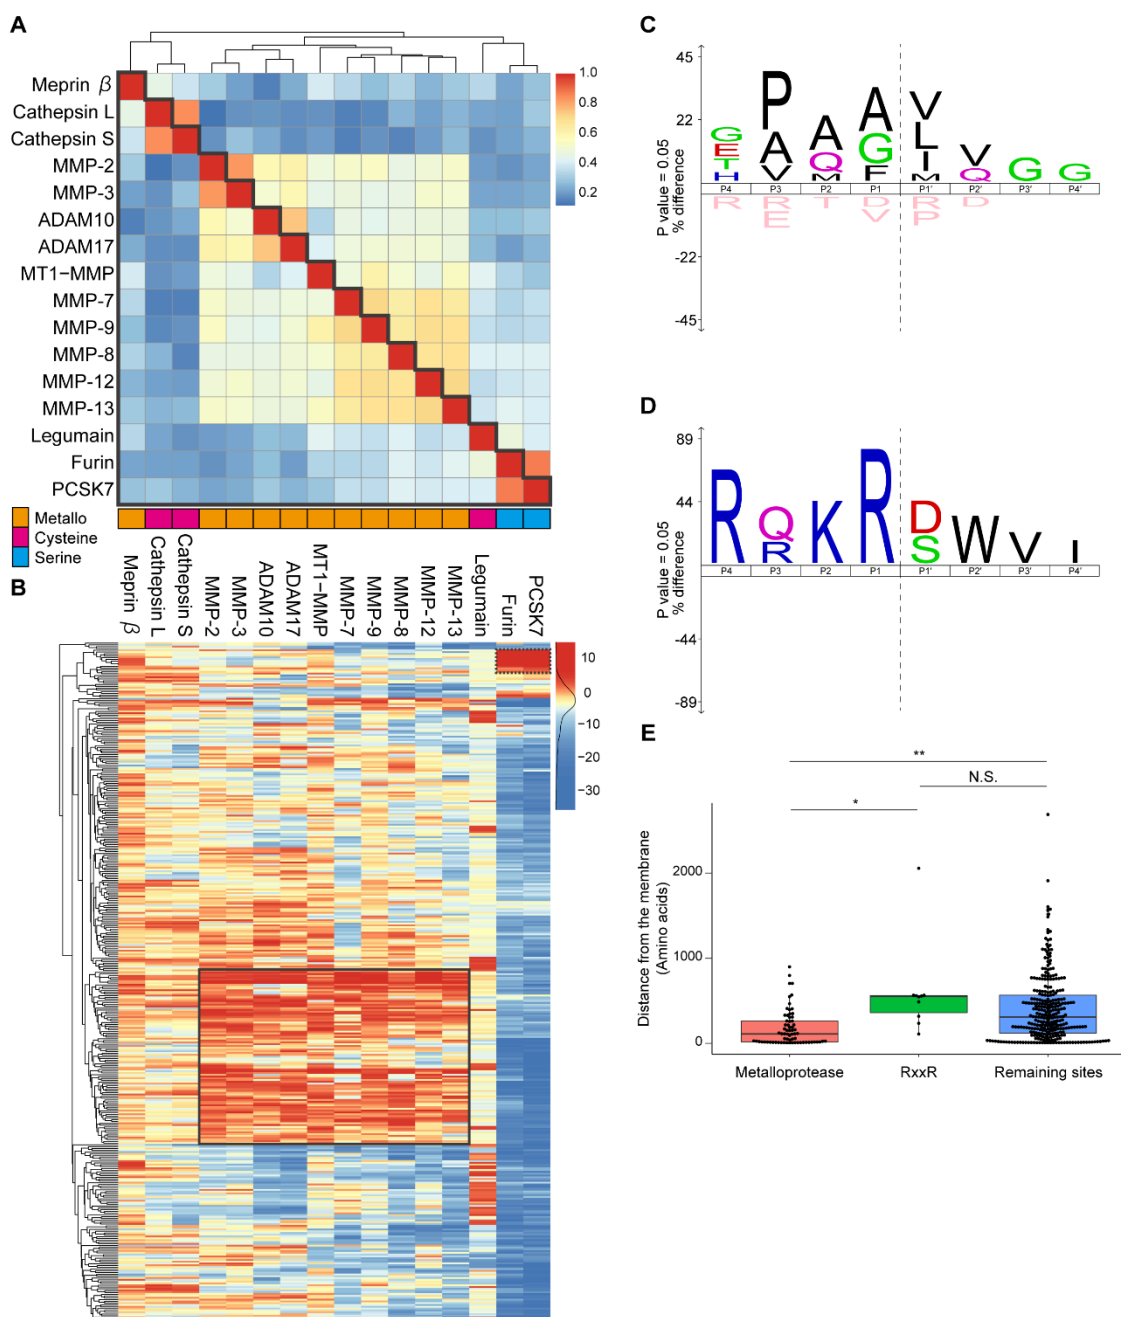 A
Meprin β
Cathepsin L
Cathepsin S
MMP-2
MMP-3
ADAM10
ADAM17
MT1-MMP
MMP-7
MMP-9
MMP-8
MMP-12
MMP-13
Legumain
Furin
PCSK7
1.0
0.8
0.6
0.4
0.2
Metallo
Cysteine
Serine
B
Meprin β
Cathepsin L
Cathepsin S
MMP-2
MMP-3
ADAM10
ADAM17
MT1-MMP
MMP-7
MMP-9
MMP-8
MMP-12
MMP-13
Legumain
Furin
PCSK7
10
0
−10
−20
−30
C
P value = 0.05
% difference
45
22
-22
-45
G E T H
P A V
A Q M
A G F
V L I M
V Q
G
G
P4 P3 P2 P1 P1' P2' P3' P4'
R
R E
T
D V
R P
D
D
P value = 0.05
% difference
89
44
-44
-89
R
Q R
K
R
D S
W
V
I
P4 P3 P2 P1 P1' P2' P3' P4'
E
**
N.S.
*
Distance from the membrane
(Amino acids)
2000
1000
0
Metalloprotease
RxxR
Remaining sites